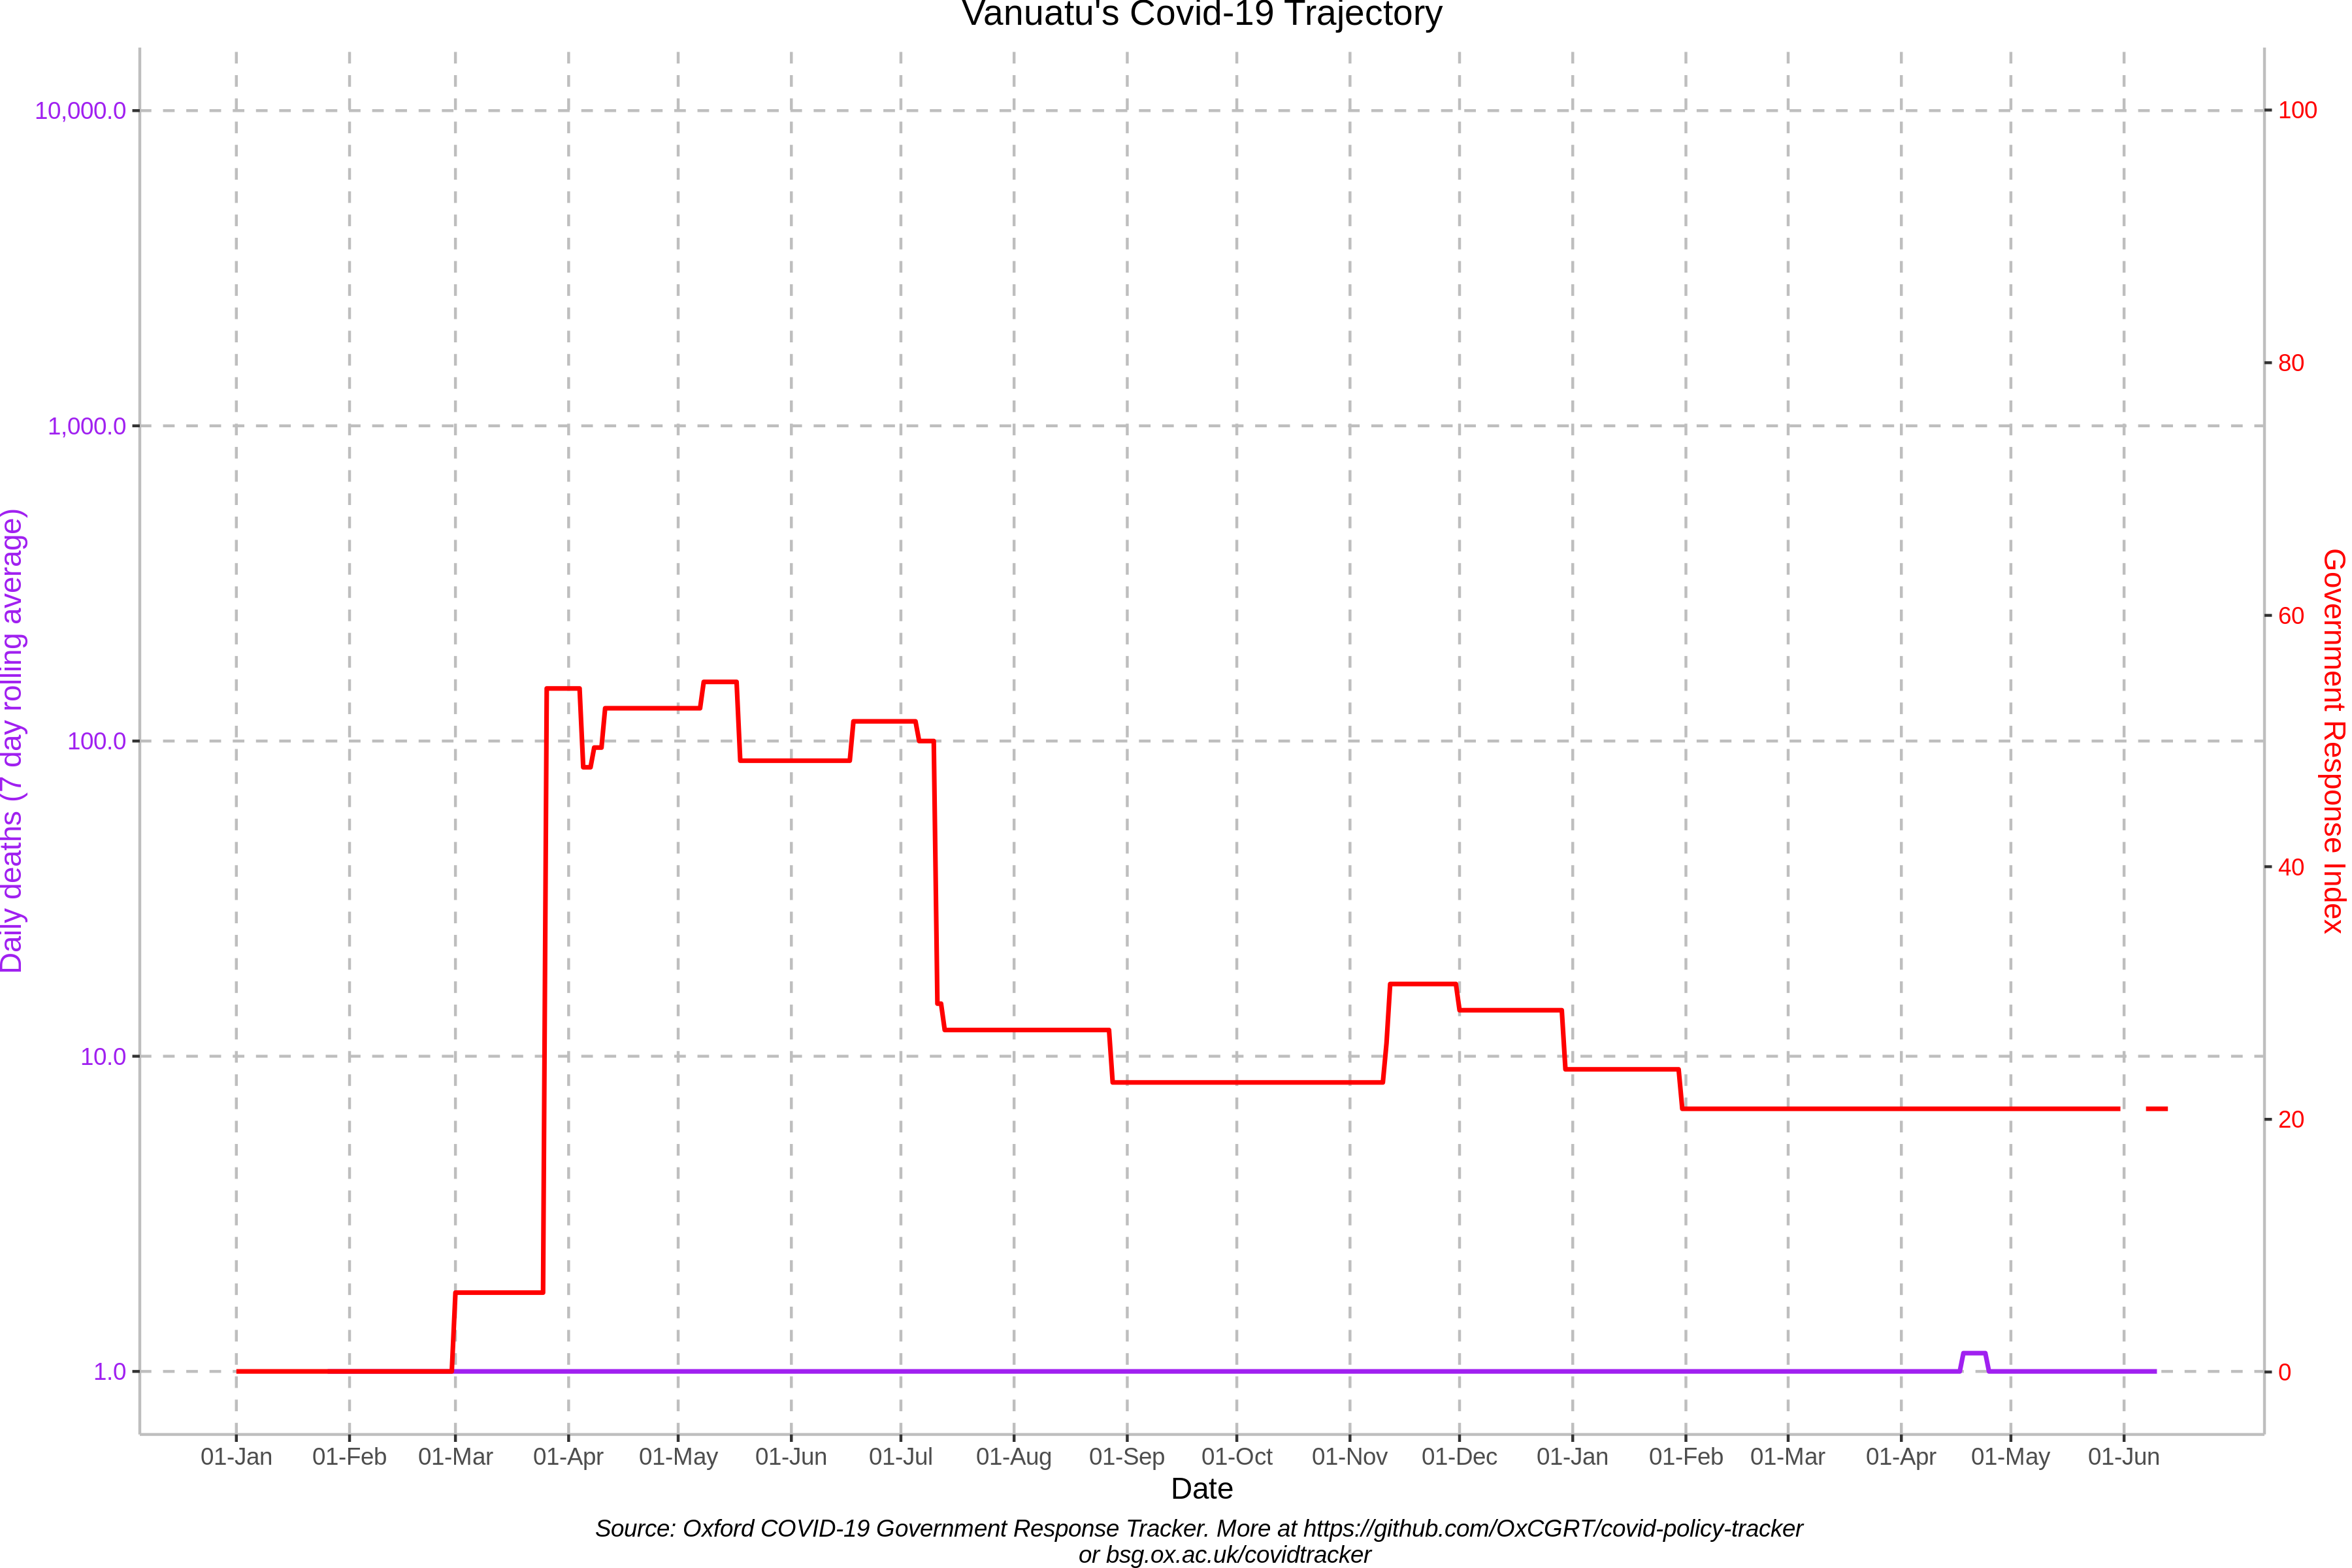 Vanuatu's Covid-19 Trajectory
10,000.0
1,000.0
100.0
10.0
1.0
Daily deaths (7 day rolling average)
100
80
60
40
20
0
Government Response Index
01-Jan 01-Feb 01-Mar 01-Apr 01-May 01-Jun 01-Jul 01-Aug 01-Sep 01-Oct 01-Nov 01-Dec 01-Jan 01-Feb 01-Mar 01-Apr 01-May 01-Jun
Date
Source: Oxford COVID-19 Government Response Tracker. More at https://github.com/OxCGRT/covid-policy-tracker
or bsg.ox.ac.uk/covidtracker